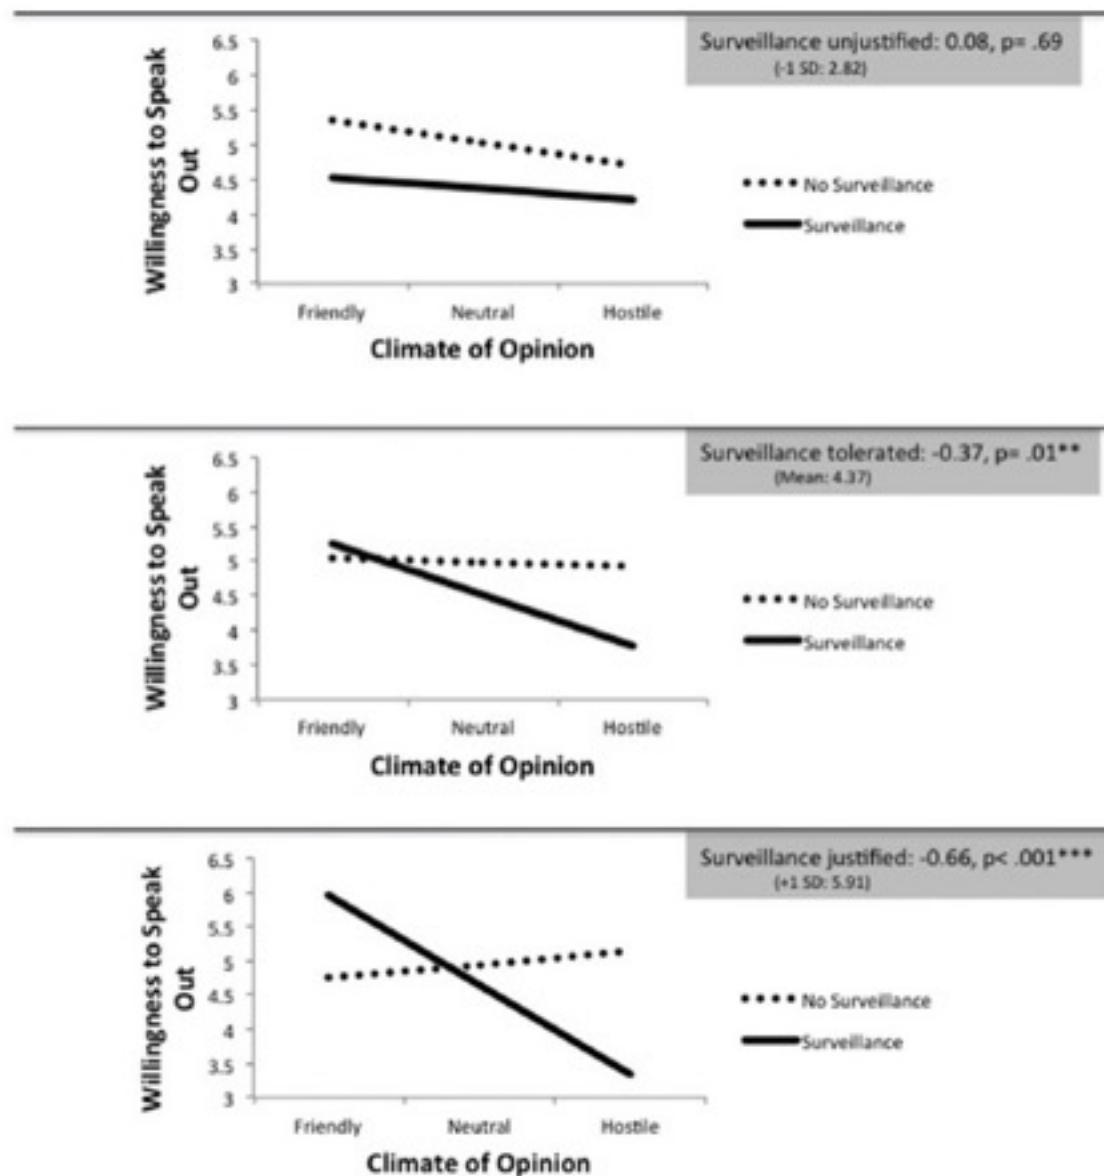 Surveillance unjustified: 0.08, p= .69
(-1 SD: 2.82)
6.5
6
5.5
5
4.5
4
3.5
3
Willingness to Speak
Out
Friendly Neutral Hostile
Climate of Opinion
No Surveillance
Surveillance
Surveillance tolerated: -0.37, p= .01**
(Mean: 4.37)
6.5
6
5.5
5
4.5
4
3.5
3
Willingness to Speak
Out
Friendly Neutral Hostile
Climate of Opinion
No Surveillance
Surveillance
Surveillance justified: -0.66, p< .001***
(+1 SD: 5.91)
6.5
6
5.5
5
4.5
4
3.5
3
Willingness to Speak
Out
Friendly Neutral Hostile
Climate of Opinion
No Surveillance
Surveillance